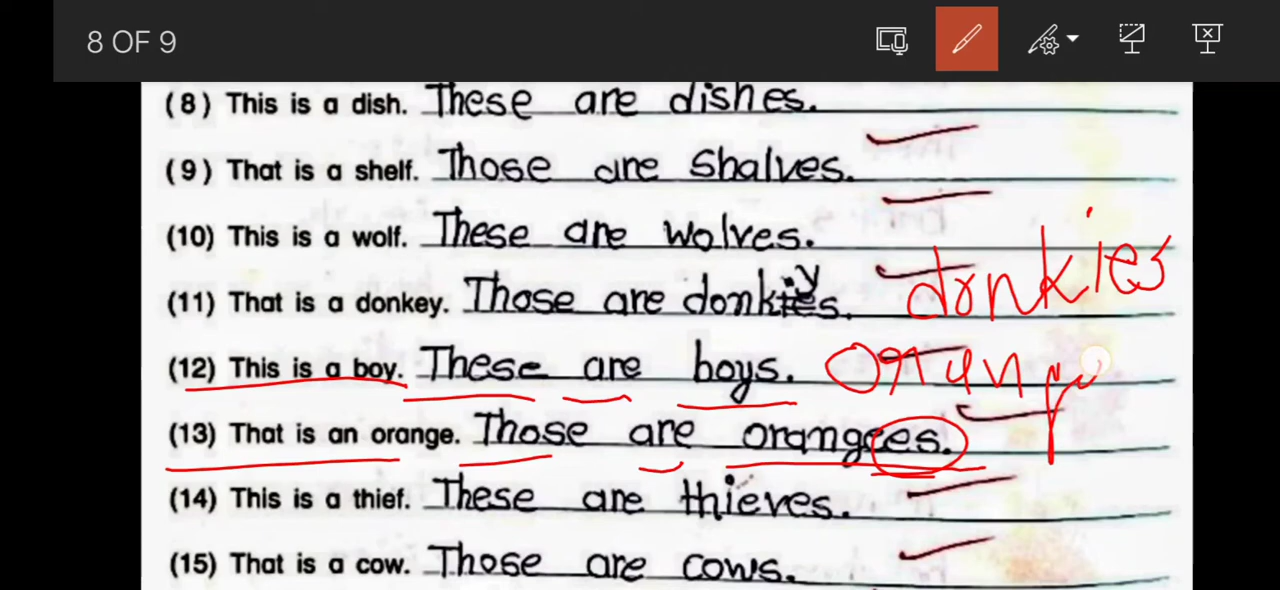 8 OF 9
(8) This is a dish. These are dishes.
(9) That is a shelf. Those are Shalves.
(10) This is a wolf. These are wolves.
(11) That is a donkey. Those are donkys. donkies
(12) This is a boy. These are boys.
(13) That is an orange. Those are orangees.
(14) This is a thief. These are thieves.
(15) That is a cow. Those are cows.